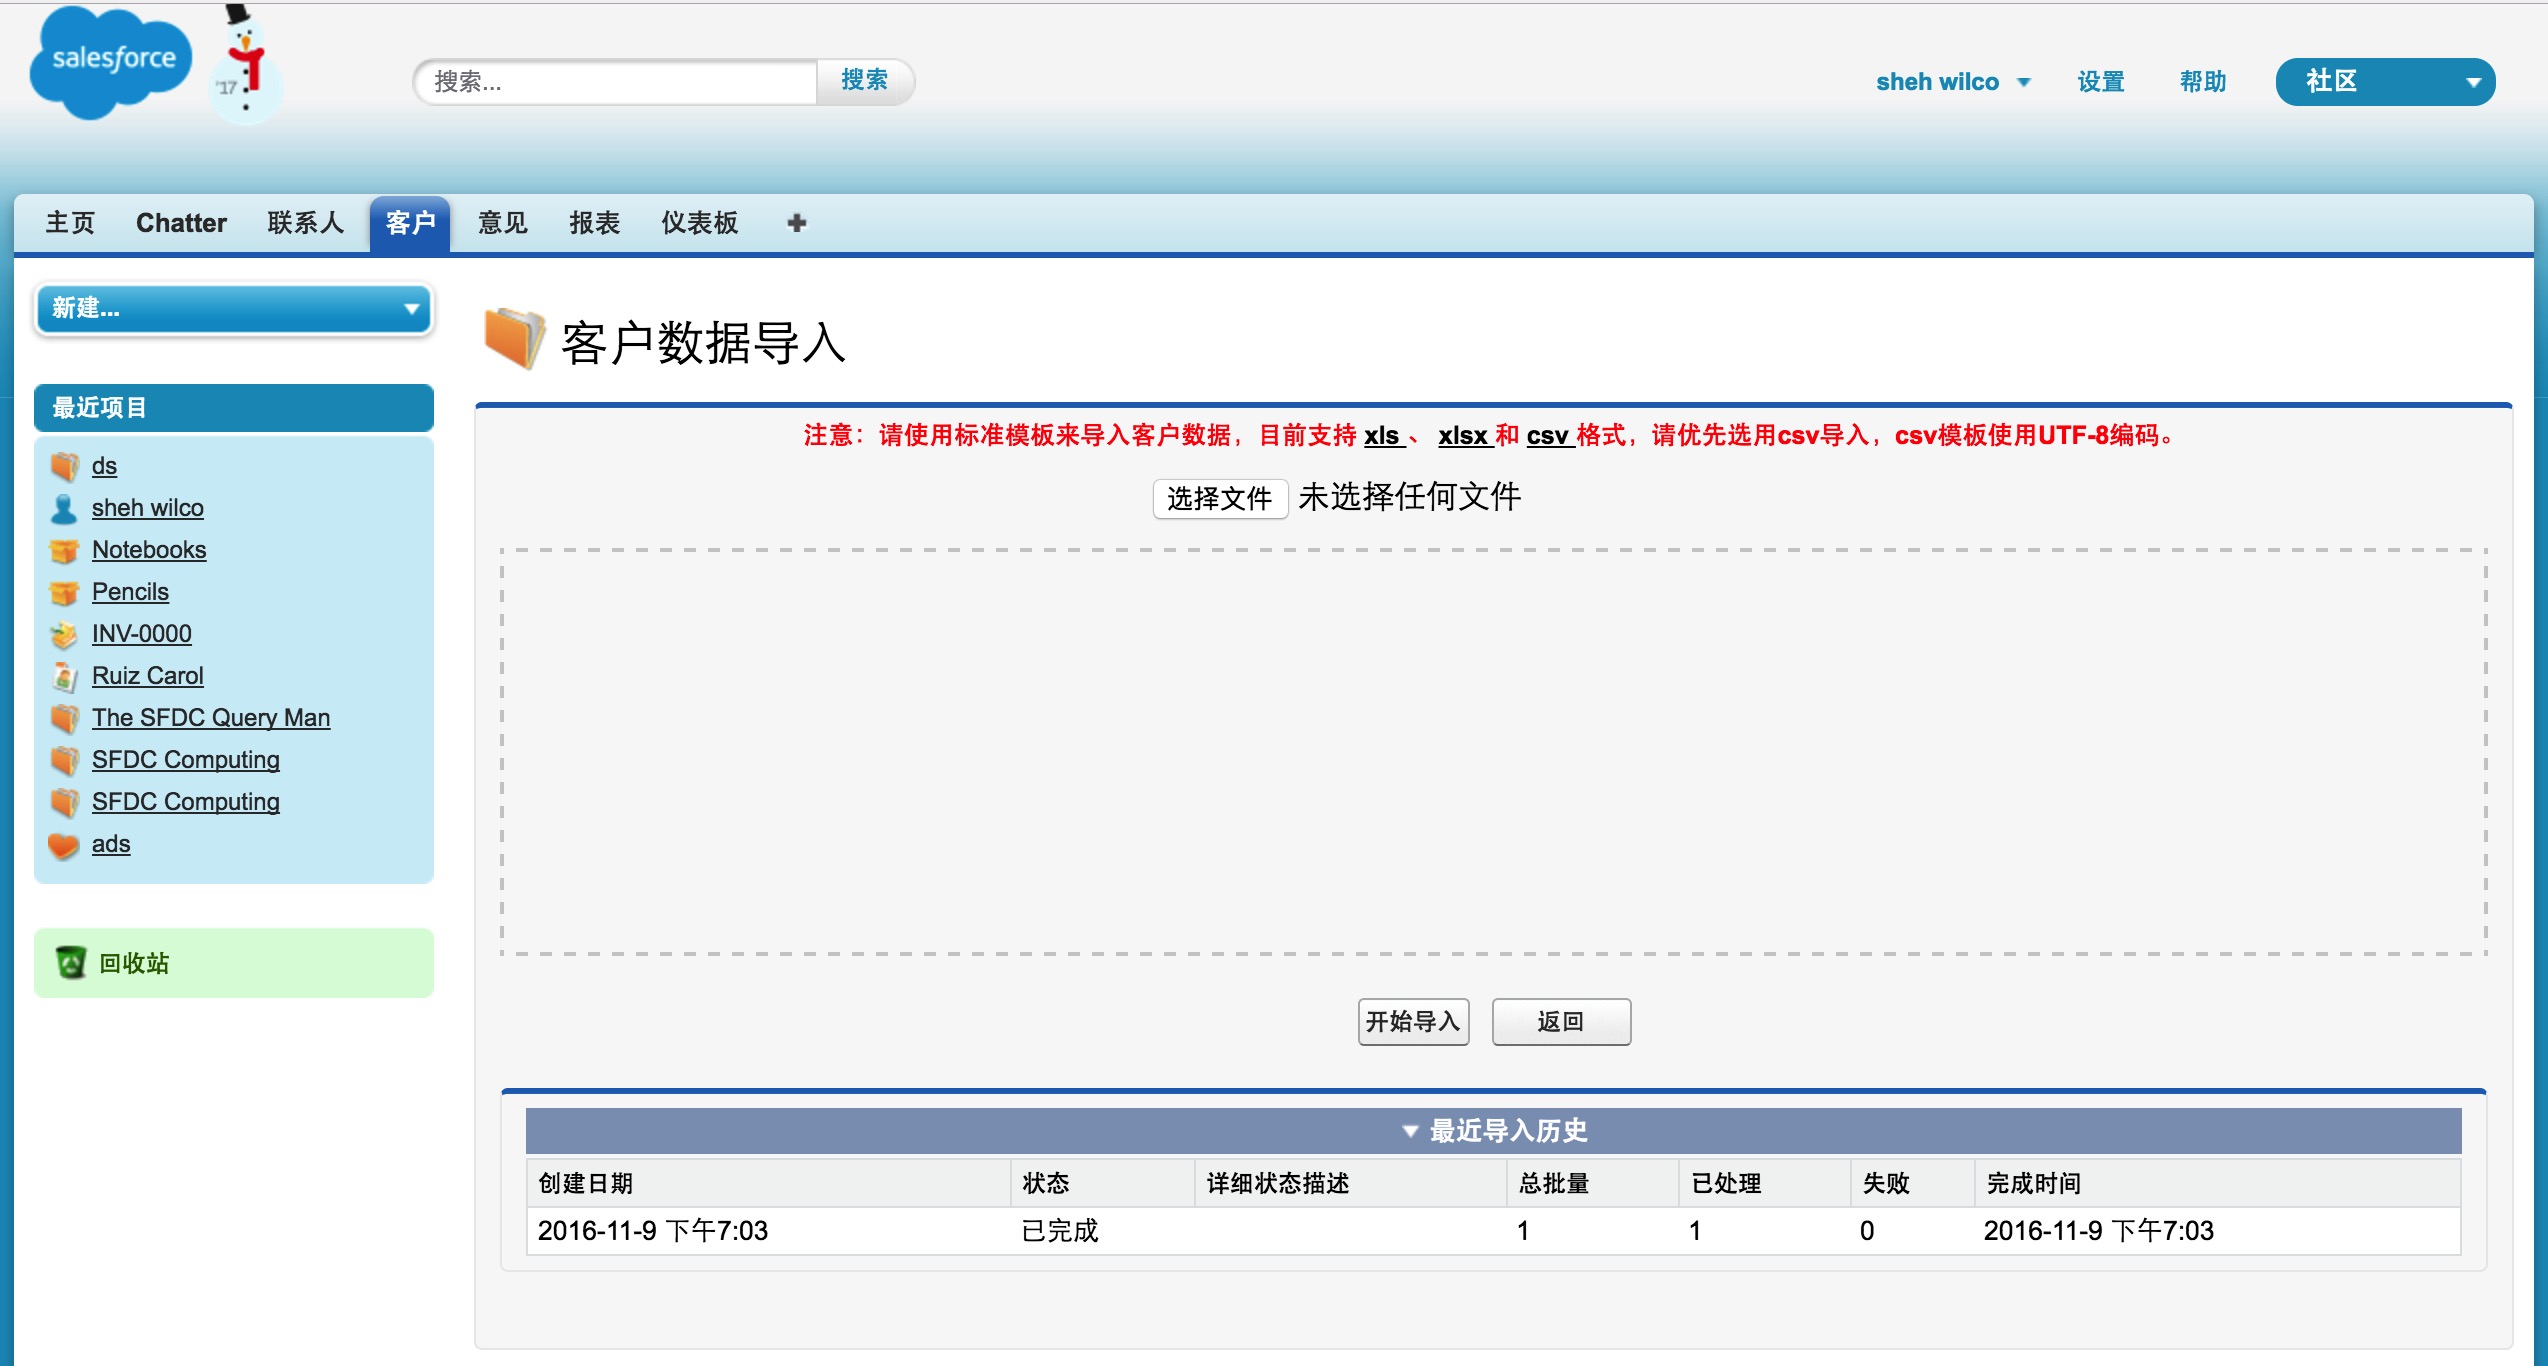 salesforce
'17
搜索...
搜索
sheh wilco
设置
帮助
社区
主页
Chatter
联系人
客户
意见
报表
仪表板
新建...
最近项目
ds
sheh wilco
Notebooks
Pencils
INV-0000
Ruiz Carol
The SFDC Query Man
SFDC Computing
SFDC Computing
ads
回收站
客户数据导入
注意：请使用标准模板来导入客户数据，目前支持 xls 、 xlsx 和 csv 格式，请优先选用csv导入，csv模板使用UTF-8编码。
选择文件 未选择任何文件
开始导入
返回
最近导入历史
创建日期 状态 详细状态描述 总批量 已处理 失败 完成时间
2016-11-9 下午7:03 已完成 1 1 0 2016-11-9 下午7:03